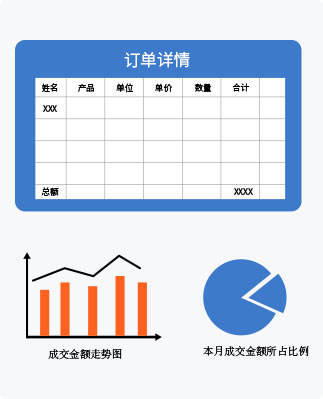 订单详情
姓名 产品 单位 单价 数量 合计
XXX
总额 XXXX
成交金额走势图
本月成交金额所占比例